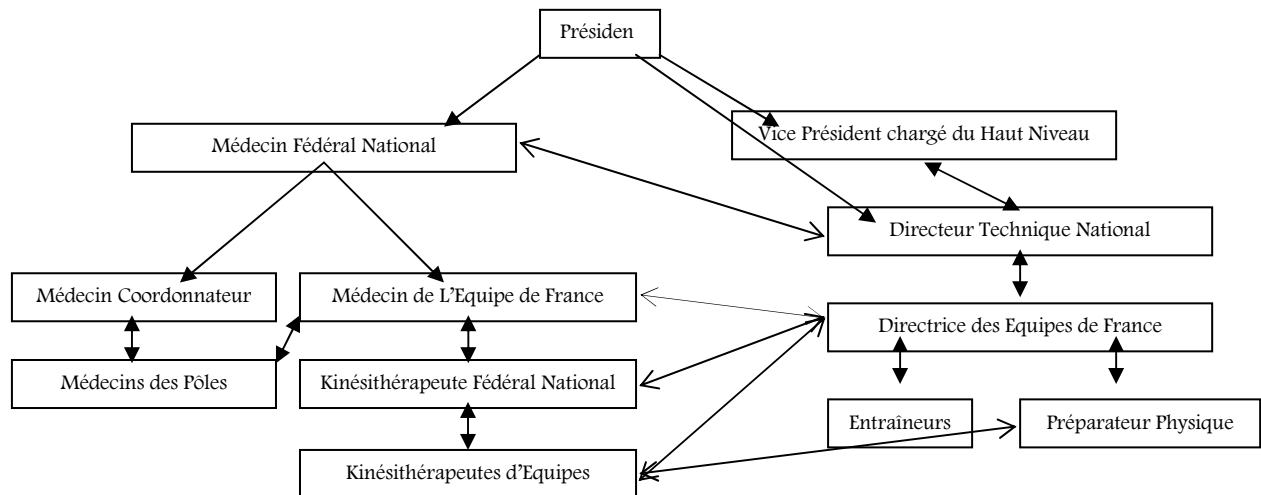 Présiden
Médecin Fédéral National
Vice Président chargé du Haut Niveau
Directeur Technique National
Médecin Coordonnateur
Médecin de L'Equipe de France
Directrice des Equipes de France
Médecins des Pôles
Kinésithérapeute Fédéral National
Entraîneurs
Préparateur Physique
Kinésithérapeutes d'Equipes